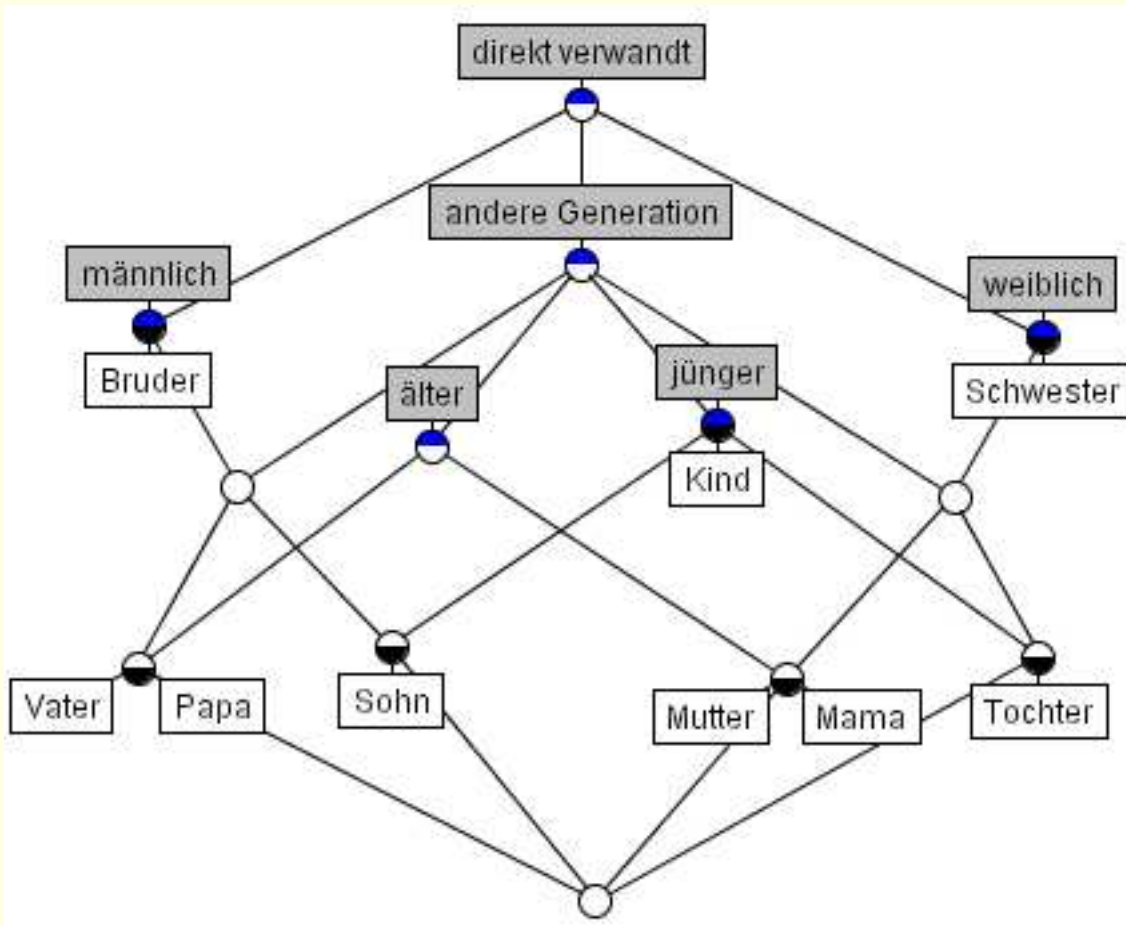 direkt verwandt
andere Generation
männlich
weiblich
Bruder
älter
jünger
Schwester
Kind
Vater
Papa
Sohn
Mutter
Mama
Tochter